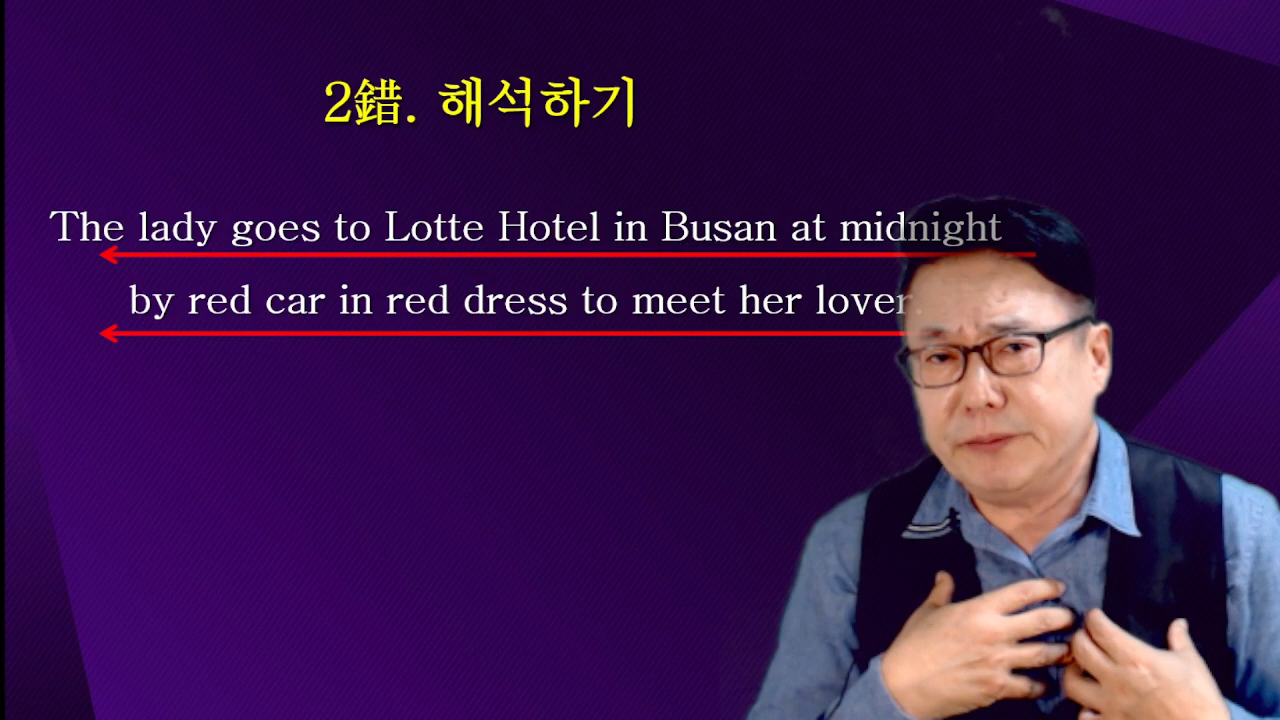 2錯. 해석하기
The lady goes to Lotte Hotel in Busan at midnight
by red car in red dress to meet her lover.